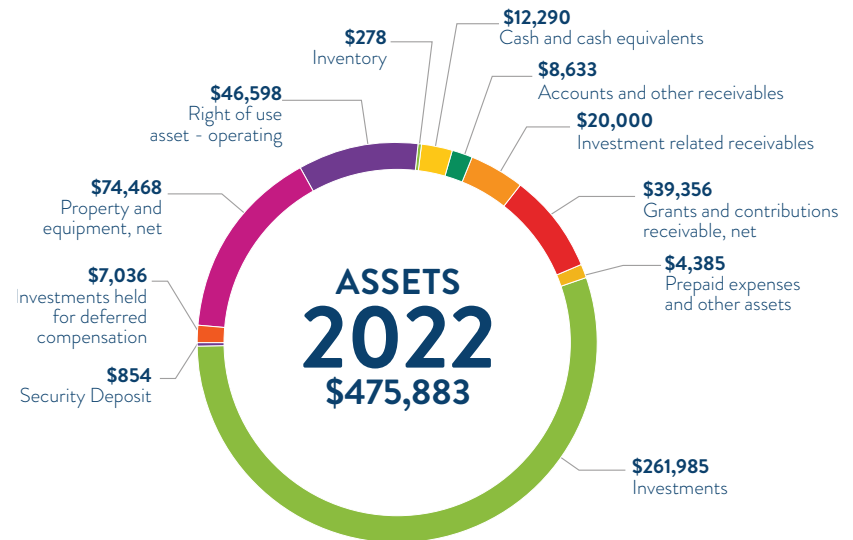 $12,290
Cash and cash equivalents
$278
Inventory
$8,633
Accounts and other receivables
$46,598
Right of use
asset - operating
$20,000
Investment related receivables
$74,468
Property and
equipment, net
$39,356
Grants and contributions
receivable, net
$4,385
Prepaid expenses
and other assets
$7,036
Investments held
for deferred
compensation
ASSETS
2022
$475,883
$854
Security Deposit
$261,985
Investments